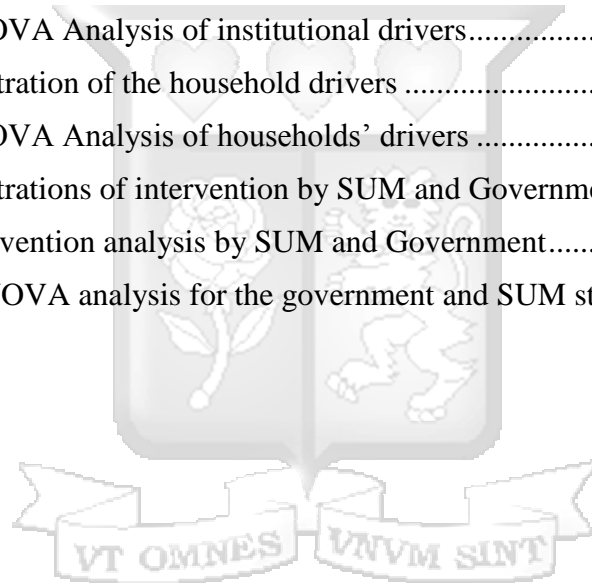 OVA Analysis of institutional drivers..................
tration of the household drivers ..........................
OVA Analysis of households' drivers .................
trations of intervention by SUM and Governme
vention analysis by SUM and Government......
NOVA analysis for the government and SUM st
VT OMNES VNVM SINT